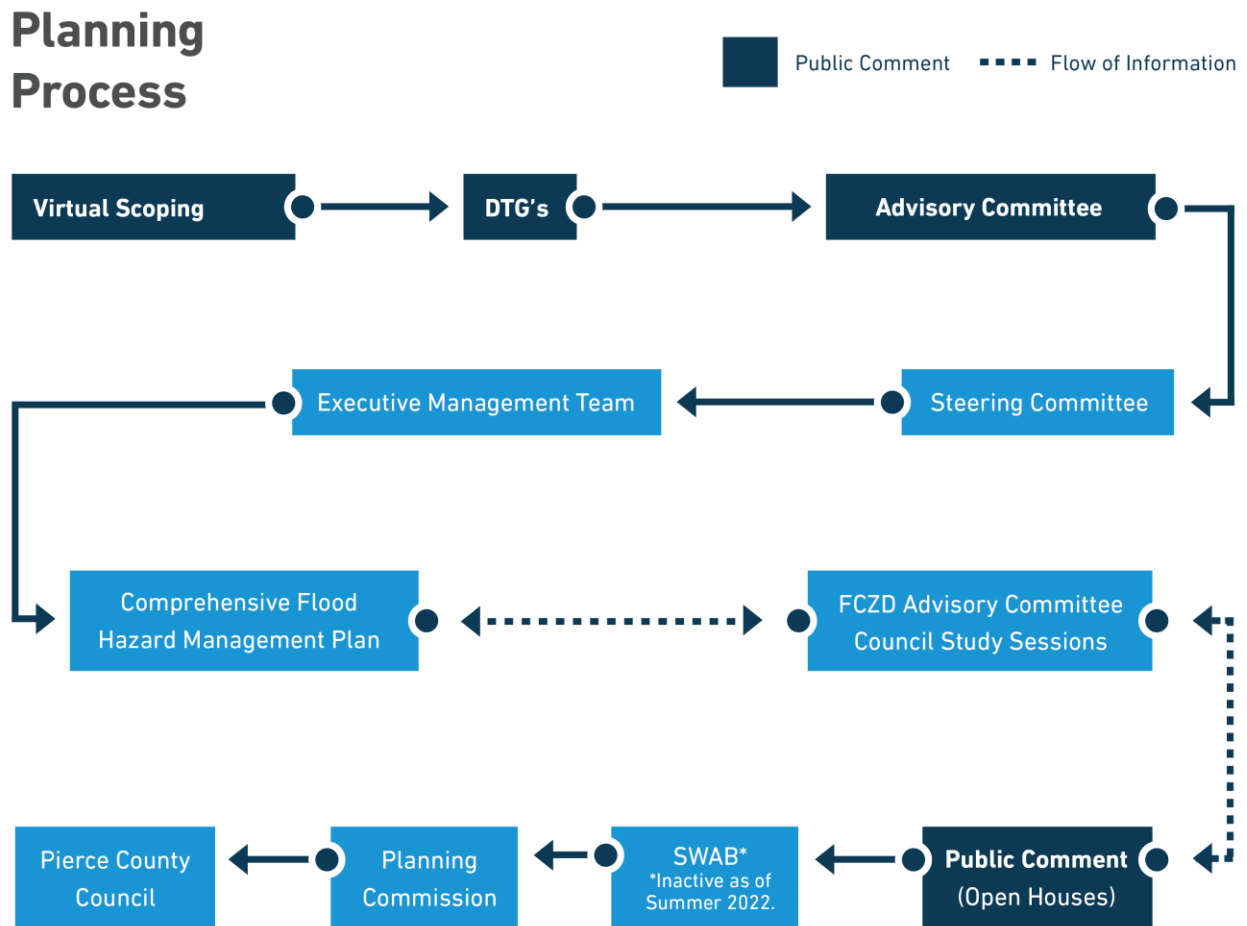 Planning
Process
Public Comment
Flow of Information
Virtual Scoping
DTG's
Advisory Committee
Executive Management Team
Steering Committee
Comprehensive Flood
Hazard Management Plan
FCZD Advisory Committee
Council Study Sessions
Pierce County
Council
Planning
Commission
SWAB*
*Inactive as of
Summer 2022.
Public Comment
(Open Houses)